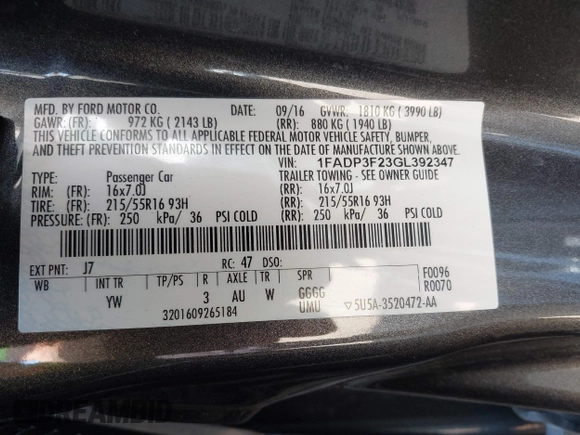 MFD. BY FORD MOTOR CO. DATE: 09/16 GVWR: 1810 KG ( 3990 LB)
GAWR: (FR): 972 KG ( 2143 LB) (RR): 880 KG ( 1940 LB)
THIS VEHICLE CONFORMS TO ALL APPLICABLE FEDERAL MOTOR VEHICLE SAFETY, BUMPER,
AND THEFT PREVENTION STANDARDS IN EFFECT ON THE DATE OF MANUFACTURE SHOWN ABOVE.
VIN: 1FADP3F23GL392347
TYPE: Passenger Car TRAILER TOWING - SEE OWNER GUIDE
RIM: (FR) 16x7.0J (RR): 16x7.0J
TIRE: (FR) 215/55R16 93H (RR): 215/55R16 93H
PRESSURE: (FR) 250 kPa/ 36 PSI COLD (RR): 250 kPa/ 36 PSI COLD
EXT PNT: J7 RC: 47 DSO:
WB INT TR TP/PS R AXLE TR SPR F0096
R0070
YW 3 AU W GGGG
UMU ▽5U5A-3520472-AA
3201609265184
DREAMBID